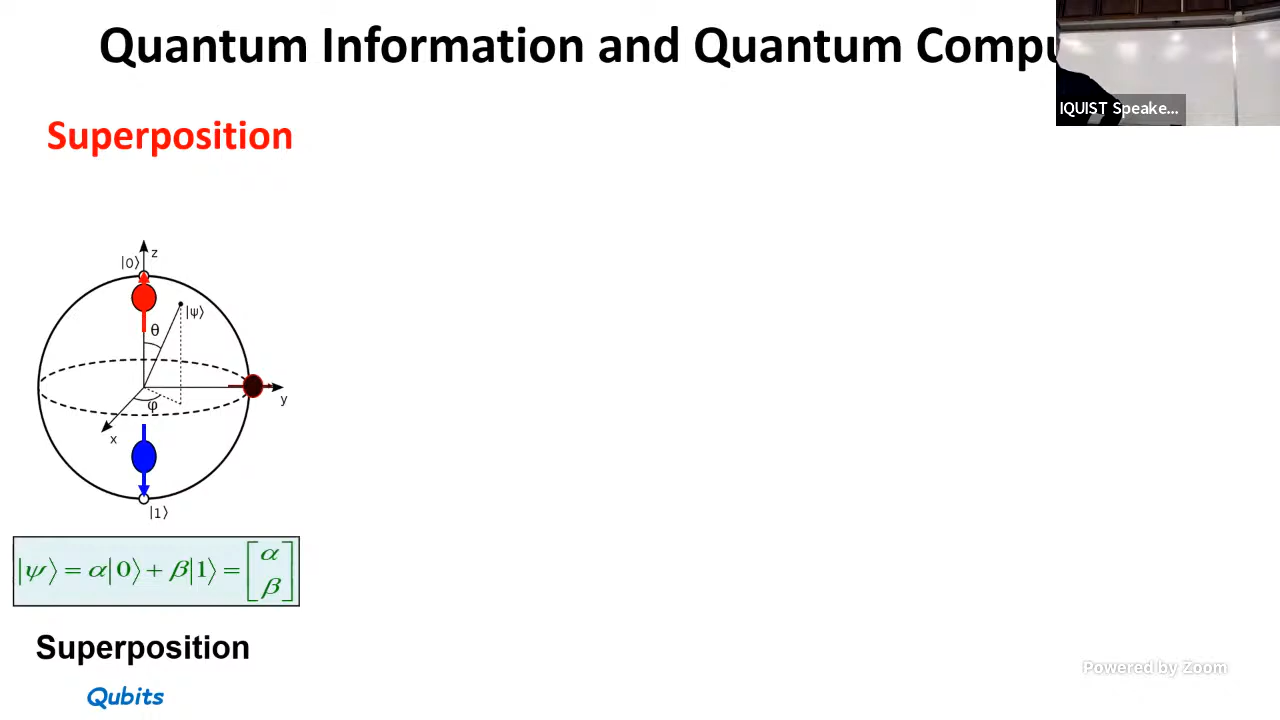 Quantum Information and Quantum Compu
IQUIST Speake...
Superposition
|0⟩
z
|ψ⟩
θ
φ
y
x
|1⟩
|ψ⟩ = α|0⟩ + β|1⟩ = [α β]
Superposition
Qubits
Powered by Zoom